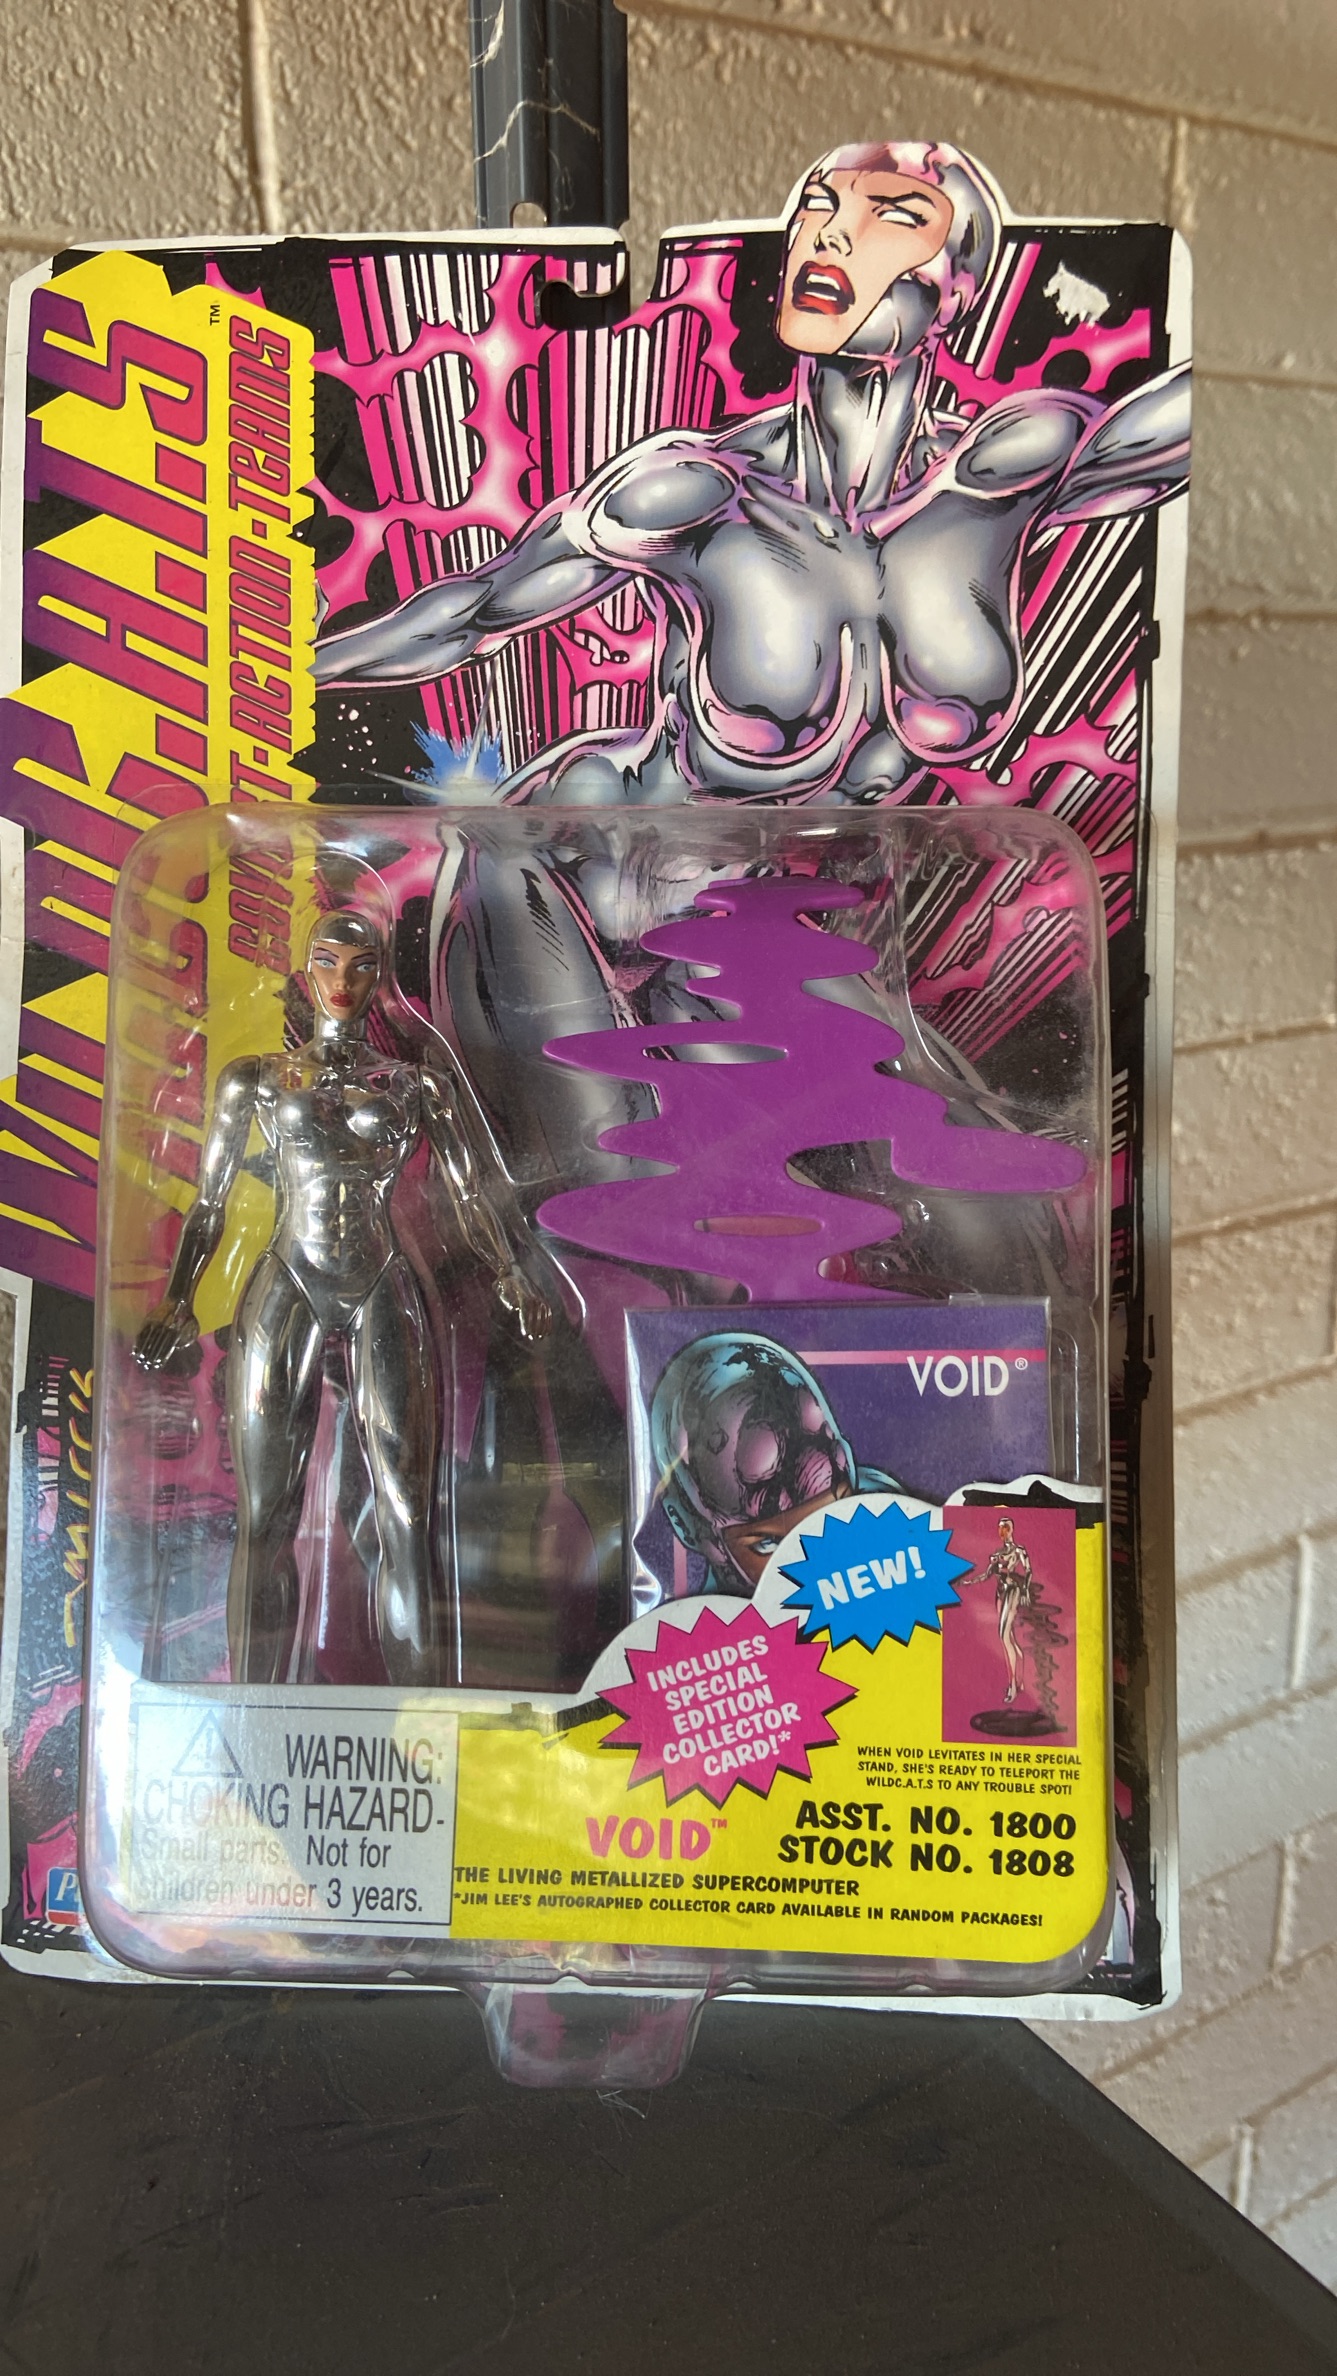 WILDC.A.T.S
™
COVERT-ACTION-TEAMS
VOID®
NEW!
INCLUDES
SPECIAL
EDITION
COLLECTOR
CARD!*
WHEN VOID LEVITATES IN HER SPECIAL
STAND, SHE'S READY TO TELEPORT THE
WILDC.A.T.S TO ANY TROUBLE SPOT!
WARNING:
CHOKING HAZARD-
Small parts. Not for
children under 3 years.
VOID™
THE LIVING METALLIZED SUPERCOMPUTER
*JIM LEE'S AUTOGRAPHED COLLECTOR CARD AVAILABLE IN RANDOM PACKAGES!
ASST. NO. 1800
STOCK NO. 1808